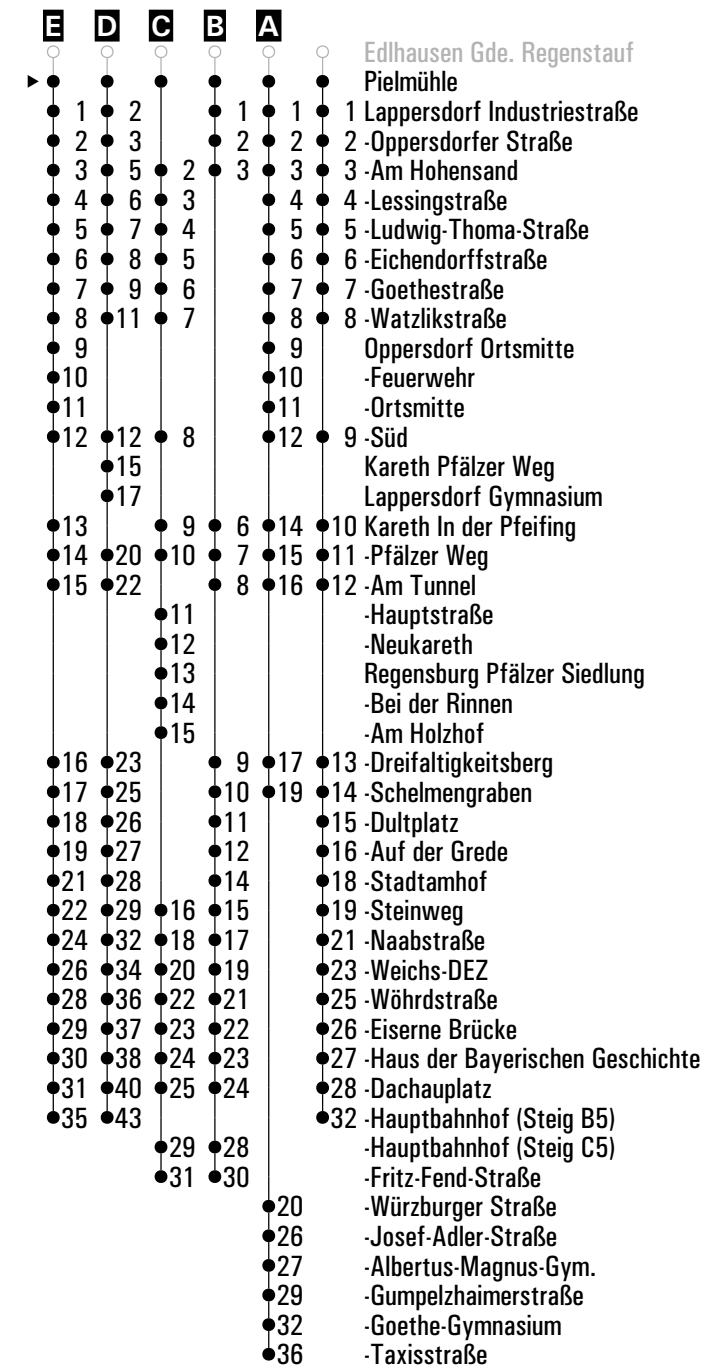 E D C B A
Edlhausen Gde. Regenstauf
Pielmühle
1 2 1 1 1 Lappersdorf Industriestraße
2 3 2 2 2 -Oppersdorfer Straße
3 5 2 3 3 3 -Am Hohensand
4 6 3 4 4 -Lessingstraße
5 7 4 5 5 -Ludwig-Thoma-Straße
6 8 5 6 6 -Eichendorffstraße
7 9 6 7 7 -Goethestraße
8 11 7 8 8 -Watzlikstraße
9 9 Oppersdorf Ortsmitte
10 10 -Feuerwehr
11 11 -Ortsmitte
12 12 8 12 9 -Süd
15 Kareth Pfälzer Weg
17 Lappersdorf Gymnasium
13 9 6 14 10 Kareth In der Pfeifing
14 20 10 7 15 11 -Pfälzer Weg
15 22 8 16 12 -Am Tunnel
11 -Hauptstraße
12 -Neukareth
13 Regensburg Pfälzer Siedlung
14 -Bei der Rinnen
15 -Am Holzhof
16 23 9 17 13 -Dreifaltigkeitsberg
17 25 10 19 14 -Schelmengraben
18 26 11 15 -Dultplatz
19 27 12 16 -Auf der Grede
21 28 14 18 -Stadtamhof
22 29 16 15 19 -Steinweg
24 32 18 17 21 -Naabstraße
26 34 20 19 23 -Weichs-DEZ
28 36 22 21 25 -Wöhrdstraße
29 37 23 22 26 -Eiserne Brücke
30 38 24 23 27 -Haus der Bayerischen Geschichte
31 40 25 24 28 -Dachauplatz
35 43 32 -Hauptbahnhof (Steig B5)
29 28 -Hauptbahnhof (Steig C5)
31 30 -Fritz-Fend-Straße
20 -Würzburger Straße
26 -Josef-Adler-Straße
27 -Albertus-Magnus-Gym.
29 -Gumpelzhaimerstraße
32 -Goethe-Gymnasium
36 -Taxisstraße